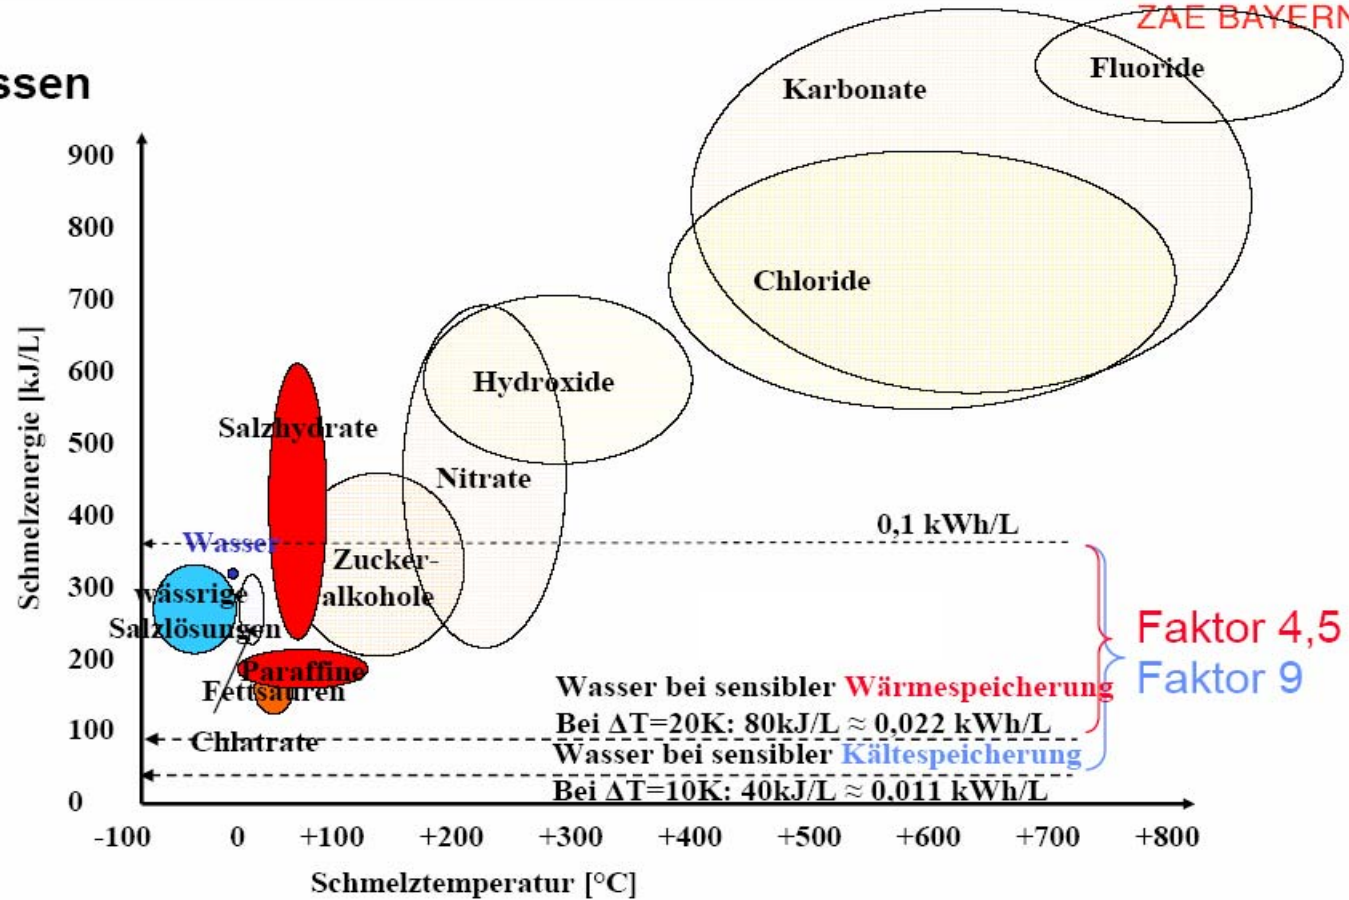 ZAE BAYERN
ssen
Fluoride
Karbonate
900
800
Chloride
700
600
Hydroxide
Salzhydrate
500
Nitrate
400
0,1 kWh/L
Wasser
Zucker-
alkohole
300
wässrige
Salzlösungen
Faktor 4,5
Faktor 9
200
Paraffine
Fettsäuren
Wasser bei sensibler Wärmespeicherung
Bei ΔT=20K: 80kJ/L ≈ 0,022 kWh/L
100
Chlatrate
Wasser bei sensibler Kältespeicherung
Bei ΔT=10K: 40kJ/L ≈ 0,011 kWh/L
0
Schmelzenergie [kJ/L]
-100 0 +100 +200 +300 +400 +500 +600 +700 +800
Schmelztemperatur [°C]